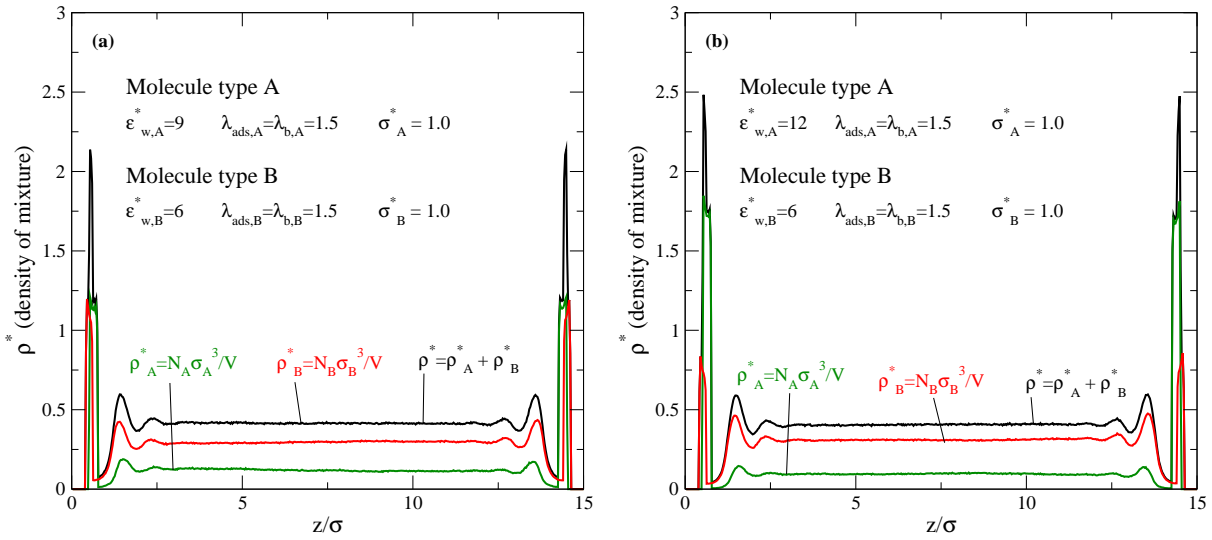 (a)
Molecule type A
ε*w,A=9 λads,A=λb,A=1.5 σ*A = 1.0
Molecule type B
ε*w,B=6 λads,B=λb,B=1.5 σ*B = 1.0
ρ*A=NAσA3/V ρ*B=NBσB3/V ρ*=ρ*A + ρ*B
3
2.5
2
1.5
1
0.5
0
0 5 10 15
z/σ
ρ* (density of mixture)
(b)
Molecule type A
ε*w,A=12 λads,A=λb,A=1.5 σ*A = 1.0
Molecule type B
ε*w,B=6 λads,B=λb,B=1.5 σ*B = 1.0
ρ*A=NAσA3/V ρ*B=NBσB3/V ρ*=ρ*A + ρ*B
3
2.5
2
1.5
1
0.5
0
0 5 10 15
z/σ
ρ* (density of mixture)